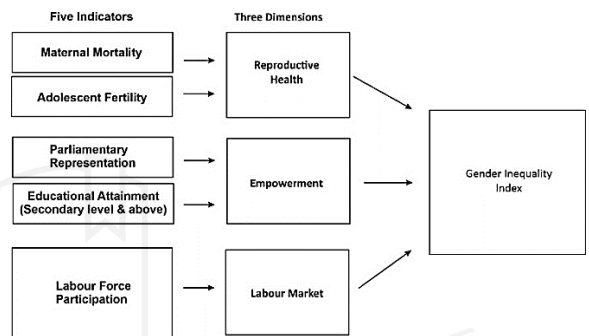 Five Indicators
Three Dimensions
Maternal Mortality
Adolescent Fertility
Reproductive
Health
Parliamentary
Representation
Educational Attainment
(Secondary level & above)
Empowerment
Labour Force
Participation
Labour Market
Gender Inequality
Index